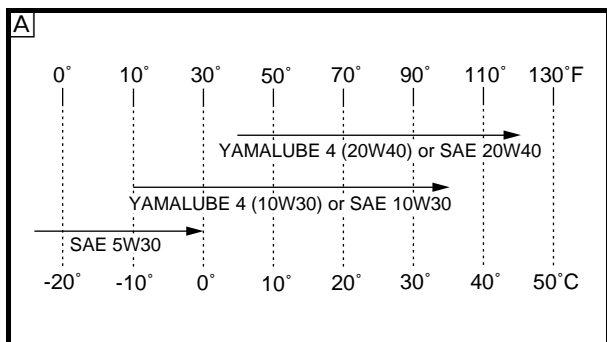 A
0˚ 10˚ 30˚ 50˚ 70˚ 90˚ 110˚ 130˚F
YAMALUBE 4 (20W40) or SAE 20W40
YAMALUBE 4 (10W30) or SAE 10W30
SAE 5W30
-20˚ -10˚ 0˚ 10˚ 20˚ 30˚ 40˚ 50˚C